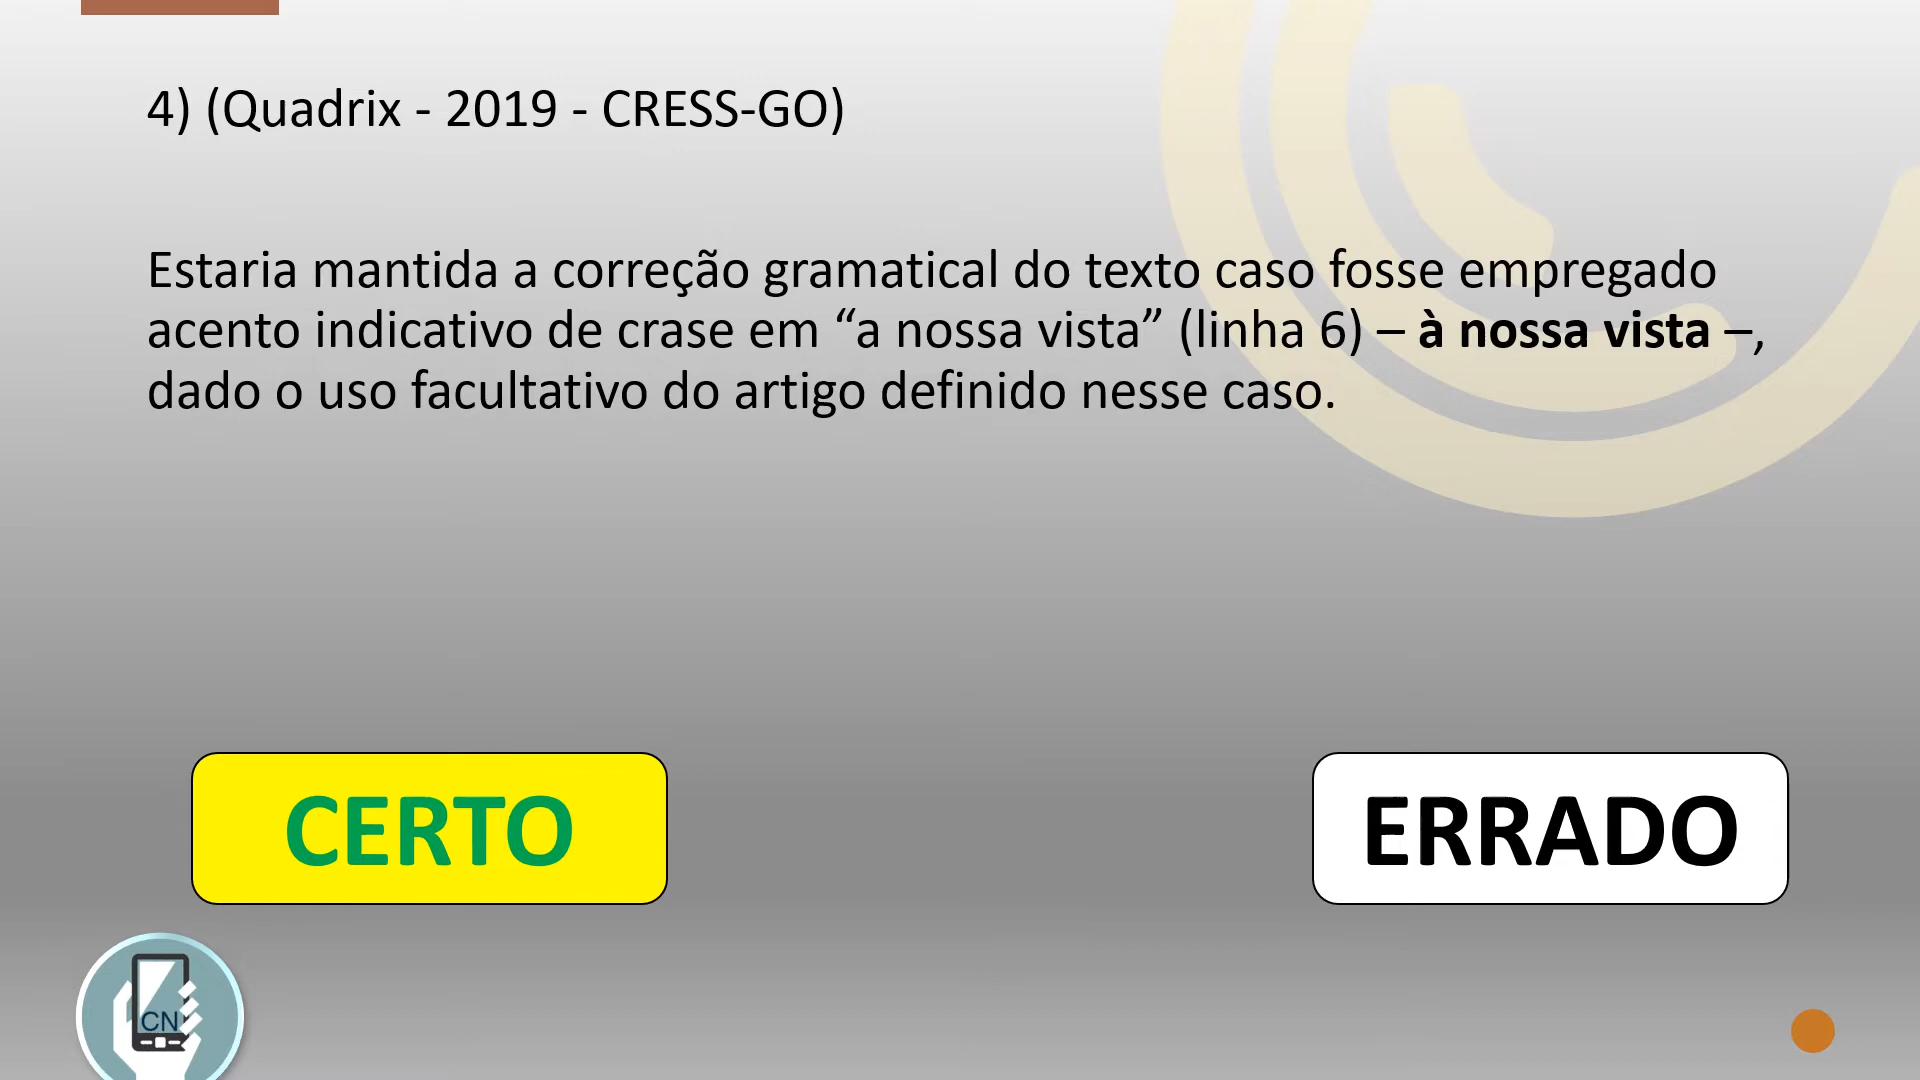 4) (Quadrix - 2019 - CRESS-GO)
Estaria mantida a correção gramatical do texto caso fosse empregado
acento indicativo de crase em “a nossa vista” (linha 6) – à nossa vista –,
dado o uso facultativo do artigo definido nesse caso.
CERTO
ERRADO
CN